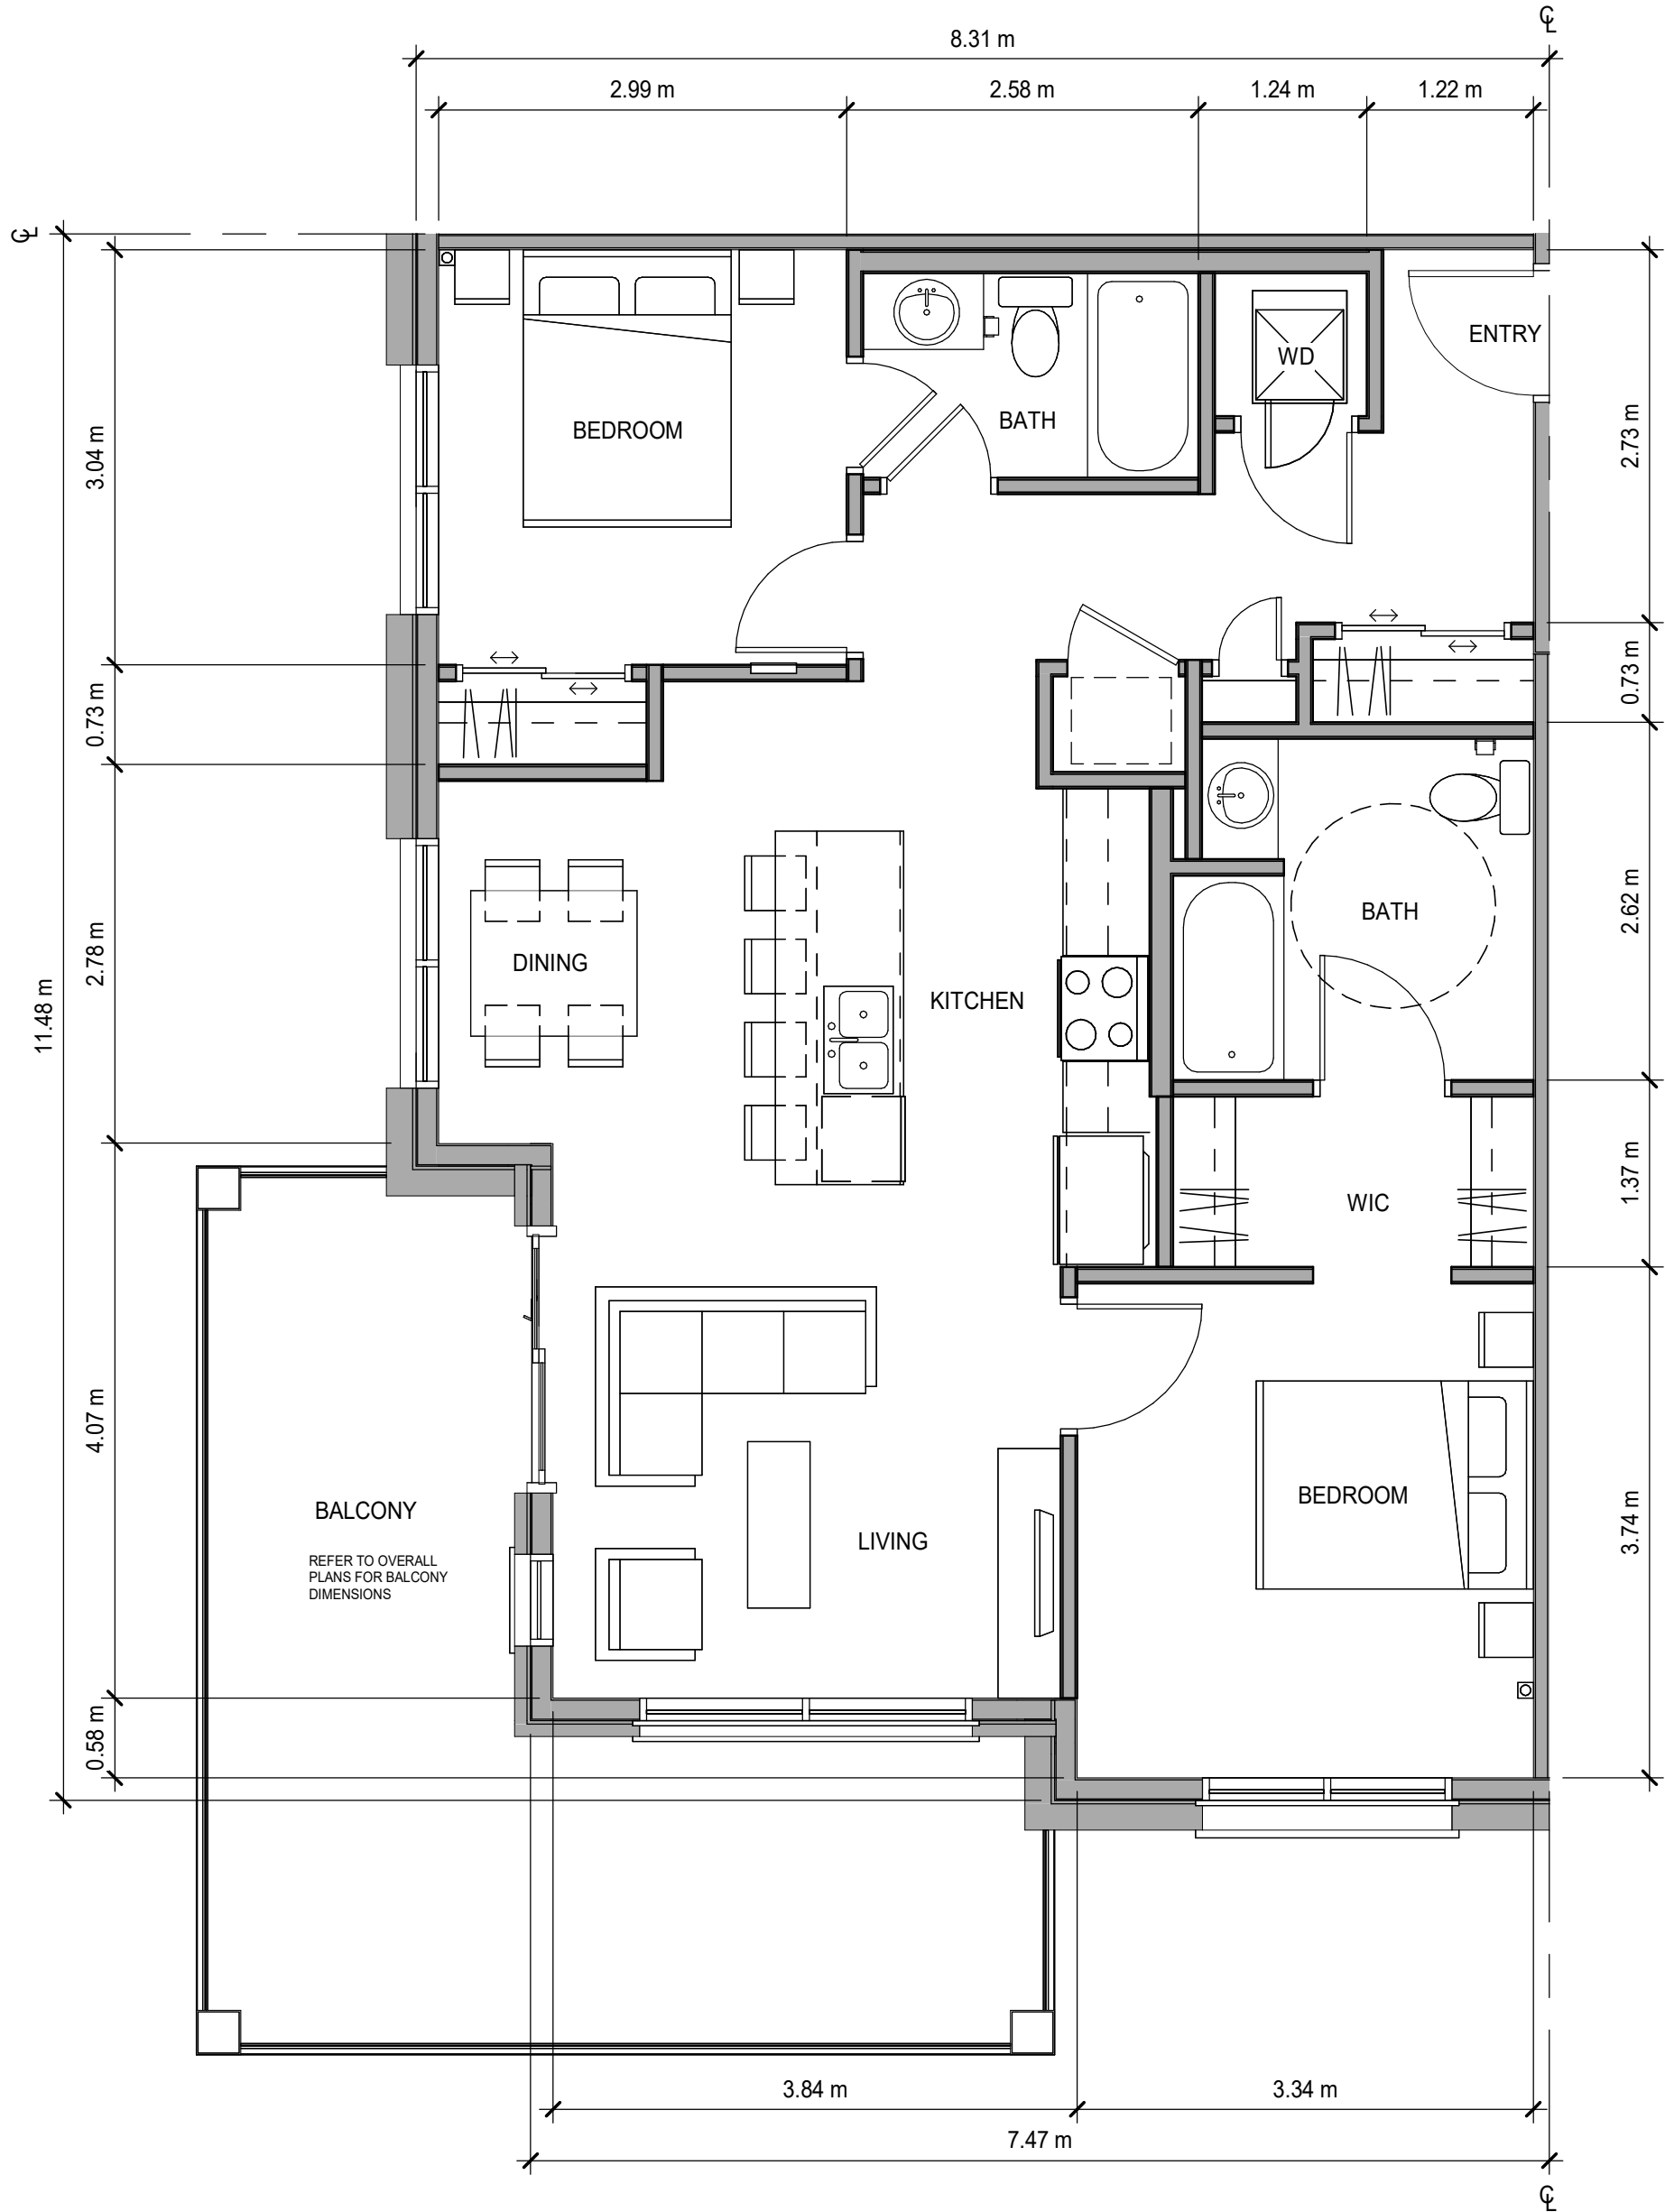 ℄
8.31 m
2.99 m
2.58 m
1.24 m
1.22 m
℄
ENTRY
WD
BATH
BEDROOM
3.04 m
2.73 m
0.73 m
0.73 m
BATH
2.62 m
DINING
2.78 m
KITCHEN
11.48 m
WIC
1.37 m
4.07 m
BEDROOM
3.74 m
BALCONY
LIVING
REFER TO OVERALL
PLANS FOR BALCONY
DIMENSIONS
0.58 m
3.84 m
3.34 m
7.47 m
℄